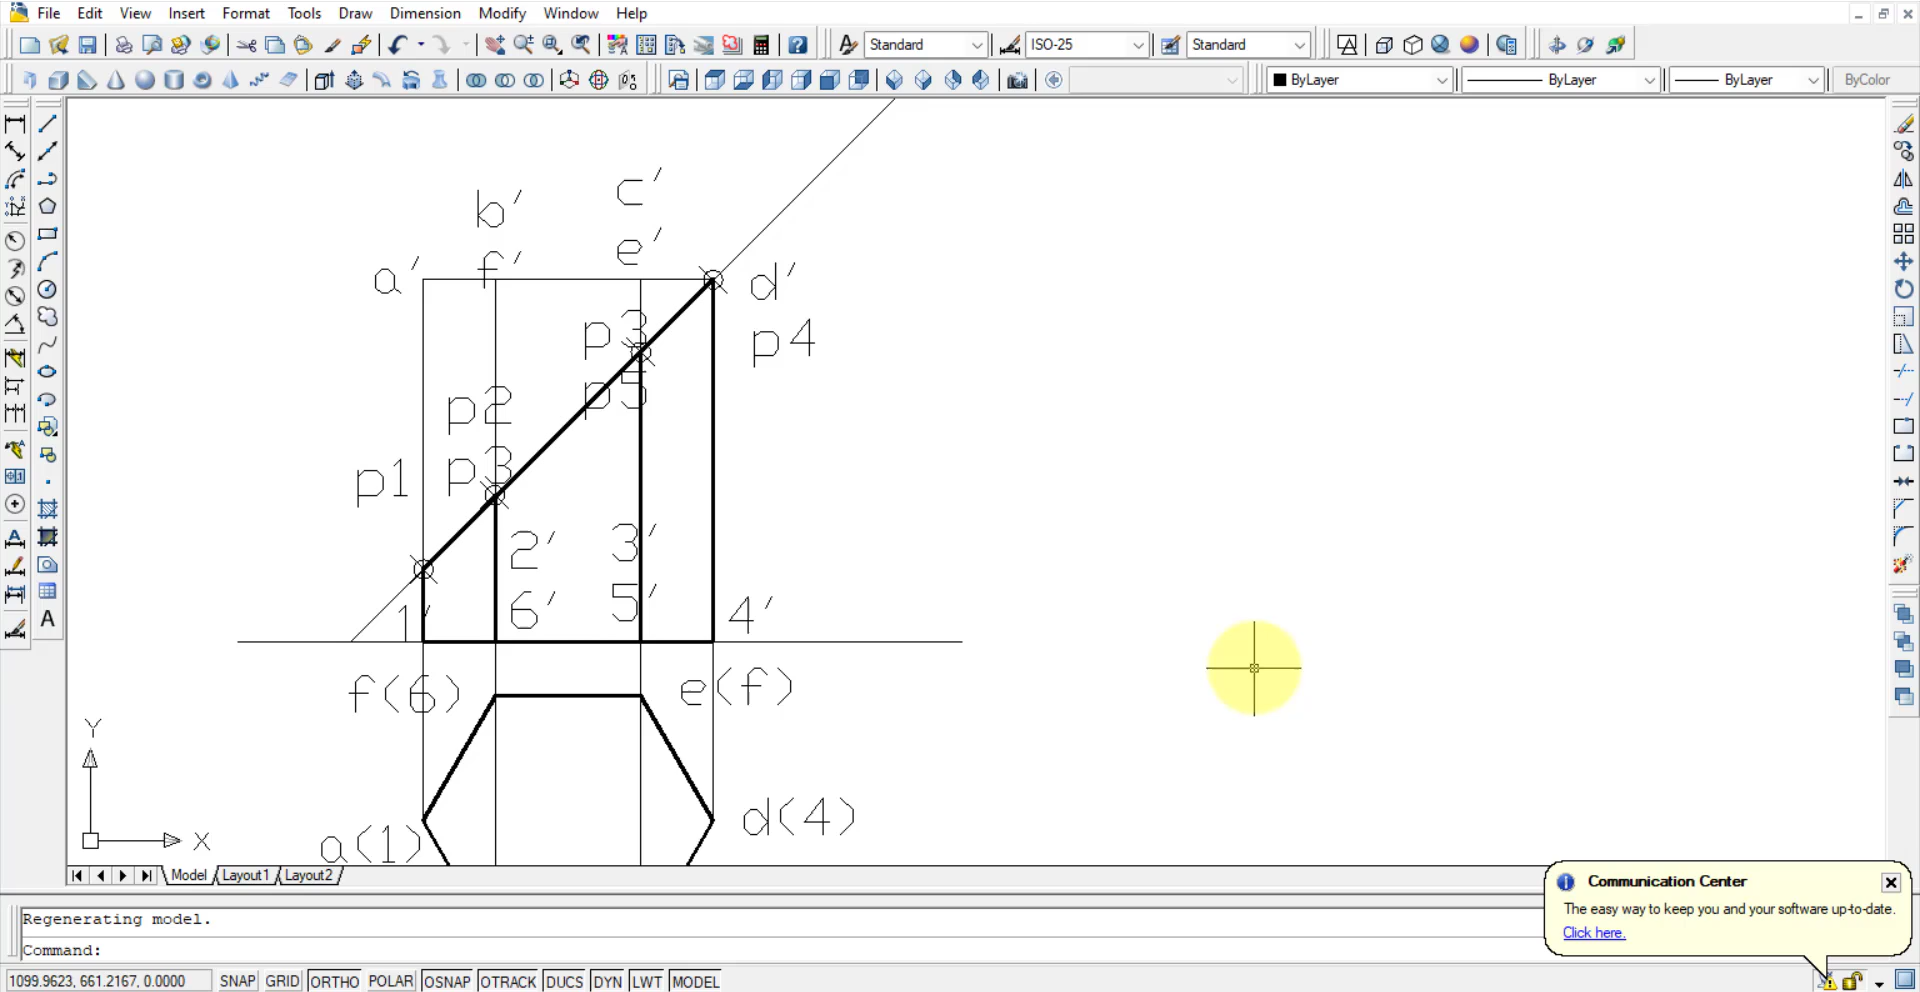 File Edit View Insert Format Tools Draw Dimension Modify Window Help
Standard ISO-25 Standard
ByLayer ByLayer ByLayer ByColor
c'
b'
e'
a' f' d'
p3 p4
p5
p2
p3
p1
2' 3'
6' 5'
1' 4'
f(6) e(f)
Y
a(1) d(4)
X
Model Layout1 Layout2
Communication Center
The easy way to keep you and your software up-to-date.
Click here.
Regenerating model.
Command:
1099.9623, 661.2167, 0.0000 SNAP GRID ORTHO POLAR OSNAP OTRACK DUCS DYN LWT MODEL